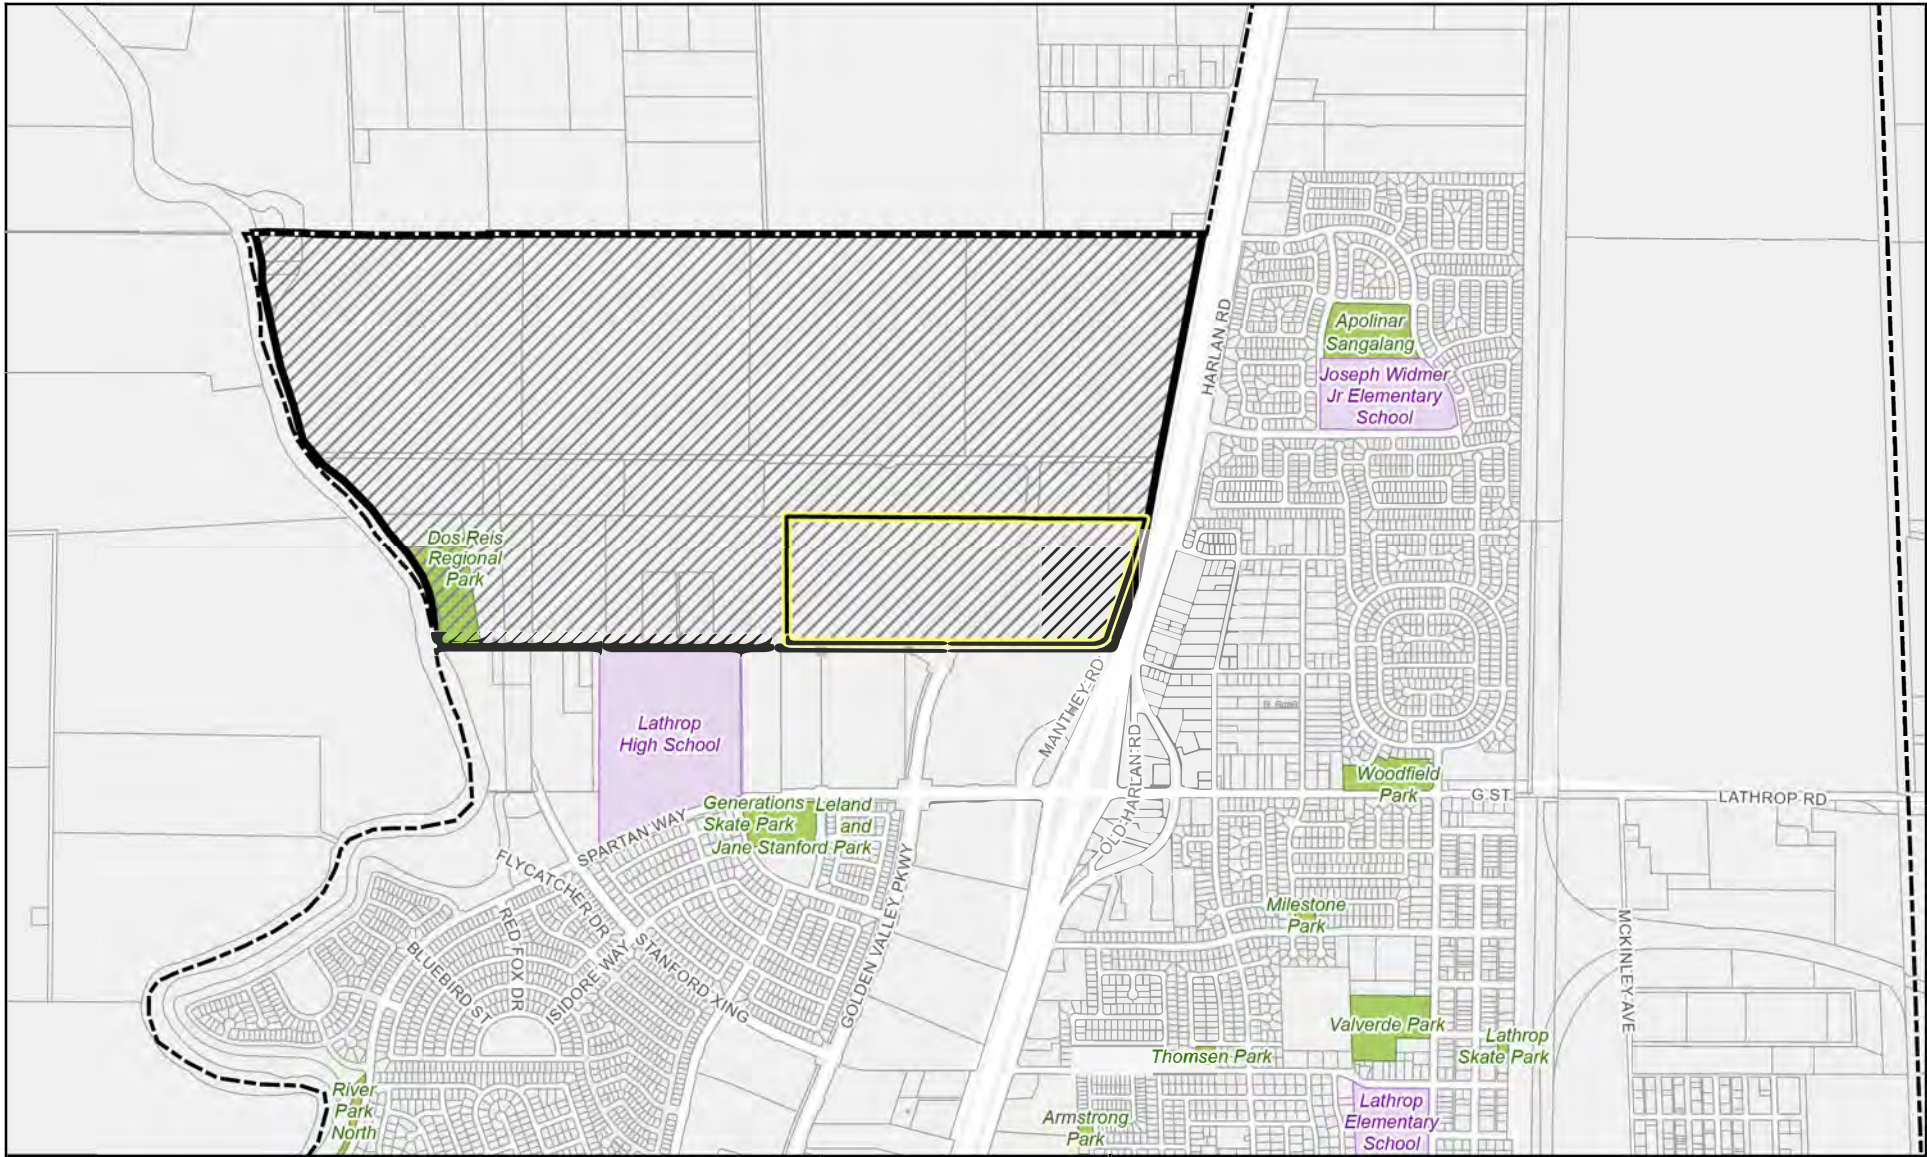 HARLAN RD
Apolinar
Sangalang
Joseph Widmer
Jr Elementary
School
Dos Reis
Regional
Park
Lathrop
High School
MANTHEY RD
OLD HARLAN RD
Woodfield
Park
G ST
LATHROP RD
Generations
Skate Park
Leland
and
Jane Stanford Park
SPARTAN WAY
FLYCATCHER DR
RED FOX DR
BLUEBIRD ST
ISIDORE WAY
STANFORD XING
GOLDEN VALLEY PKWY
Milestone
Park
MCKINLEY AVE
Valverde Park
Lathrop
Skate Park
Thomsen Park
River
Park
North
Armstrong
Park
Lathrop
Elementary
School